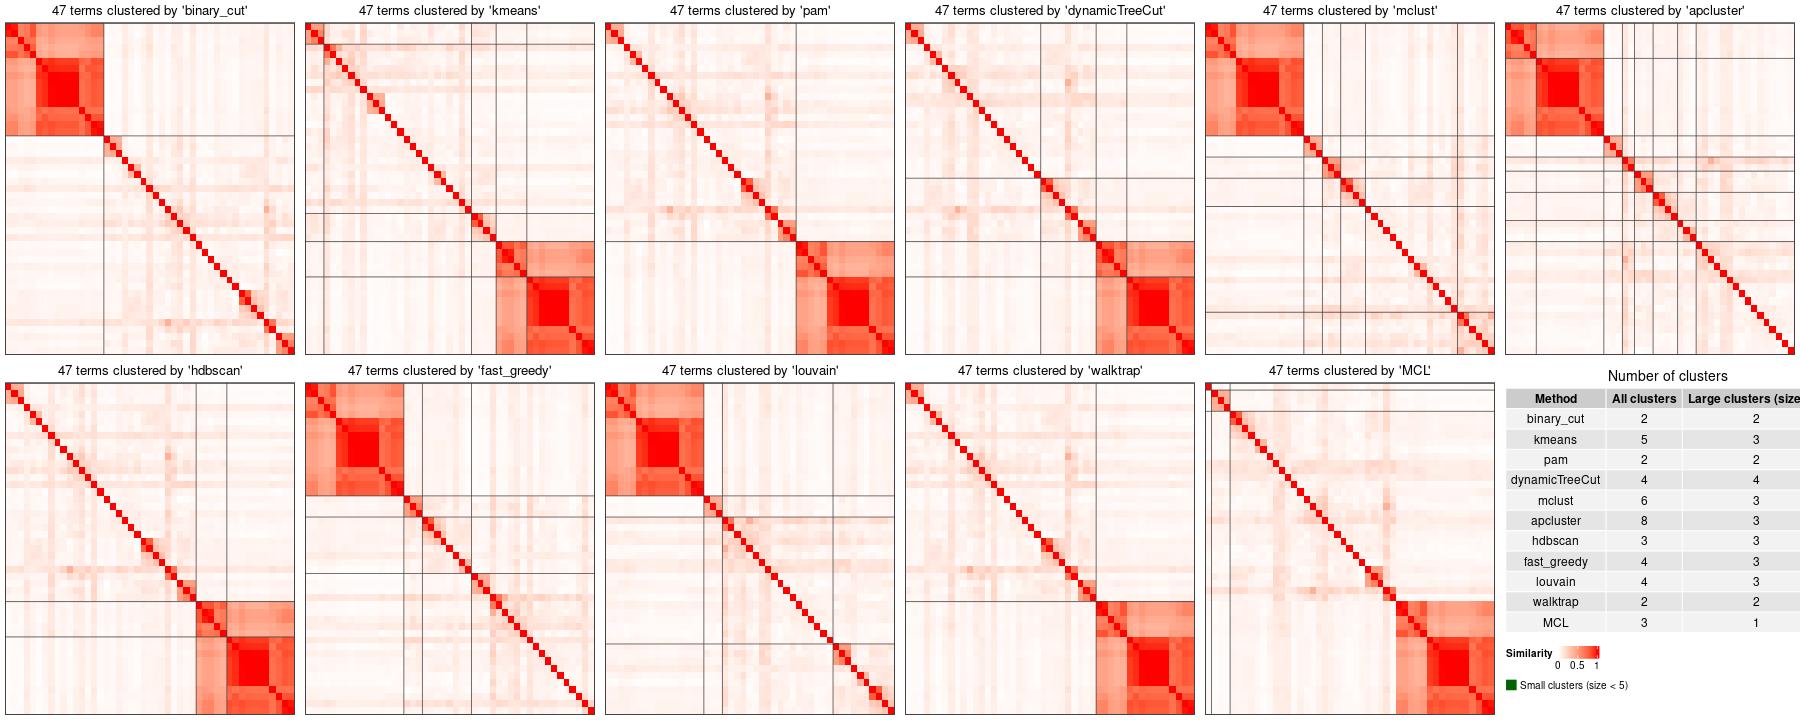 47 terms clustered by 'binary_cut'
47 terms clustered by 'kmeans'
47 terms clustered by 'pam'
47 terms clustered by 'dynamicTreeCut'
47 terms clustered by 'mclust'
47 terms clustered by 'apcluster'
47 terms clustered by 'hdbscan'
47 terms clustered by 'fast_greedy'
47 terms clustered by 'louvain'
47 terms clustered by 'walktrap'
47 terms clustered by 'MCL'
Number of clusters
Method All clusters Large clusters (size
binary_cut 2 2
kmeans 5 3
pam 2 2
dynamicTreeCut 4 4
mclust 6 3
apcluster 8 3
hdbscan 3 3
fast_greedy 4 3
louvain 4 3
walktrap 2 2
MCL 3 1
Similarity
0 0.5 1
Small clusters (size < 5)